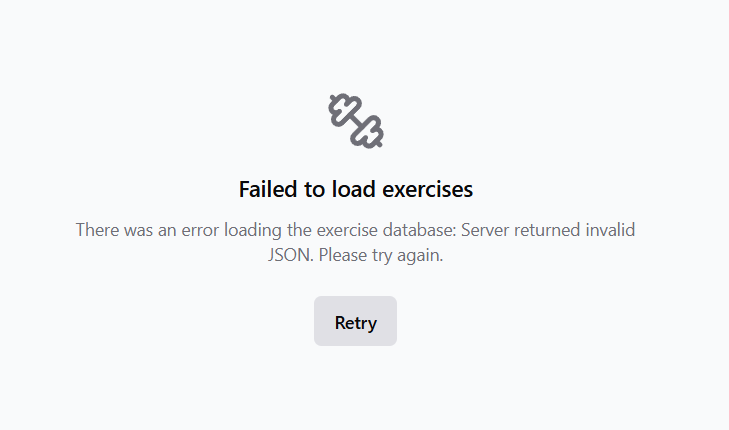 Failed to load exercises
There was an error loading the exercise database: Server returned invalid
JSON. Please try again.
Retry